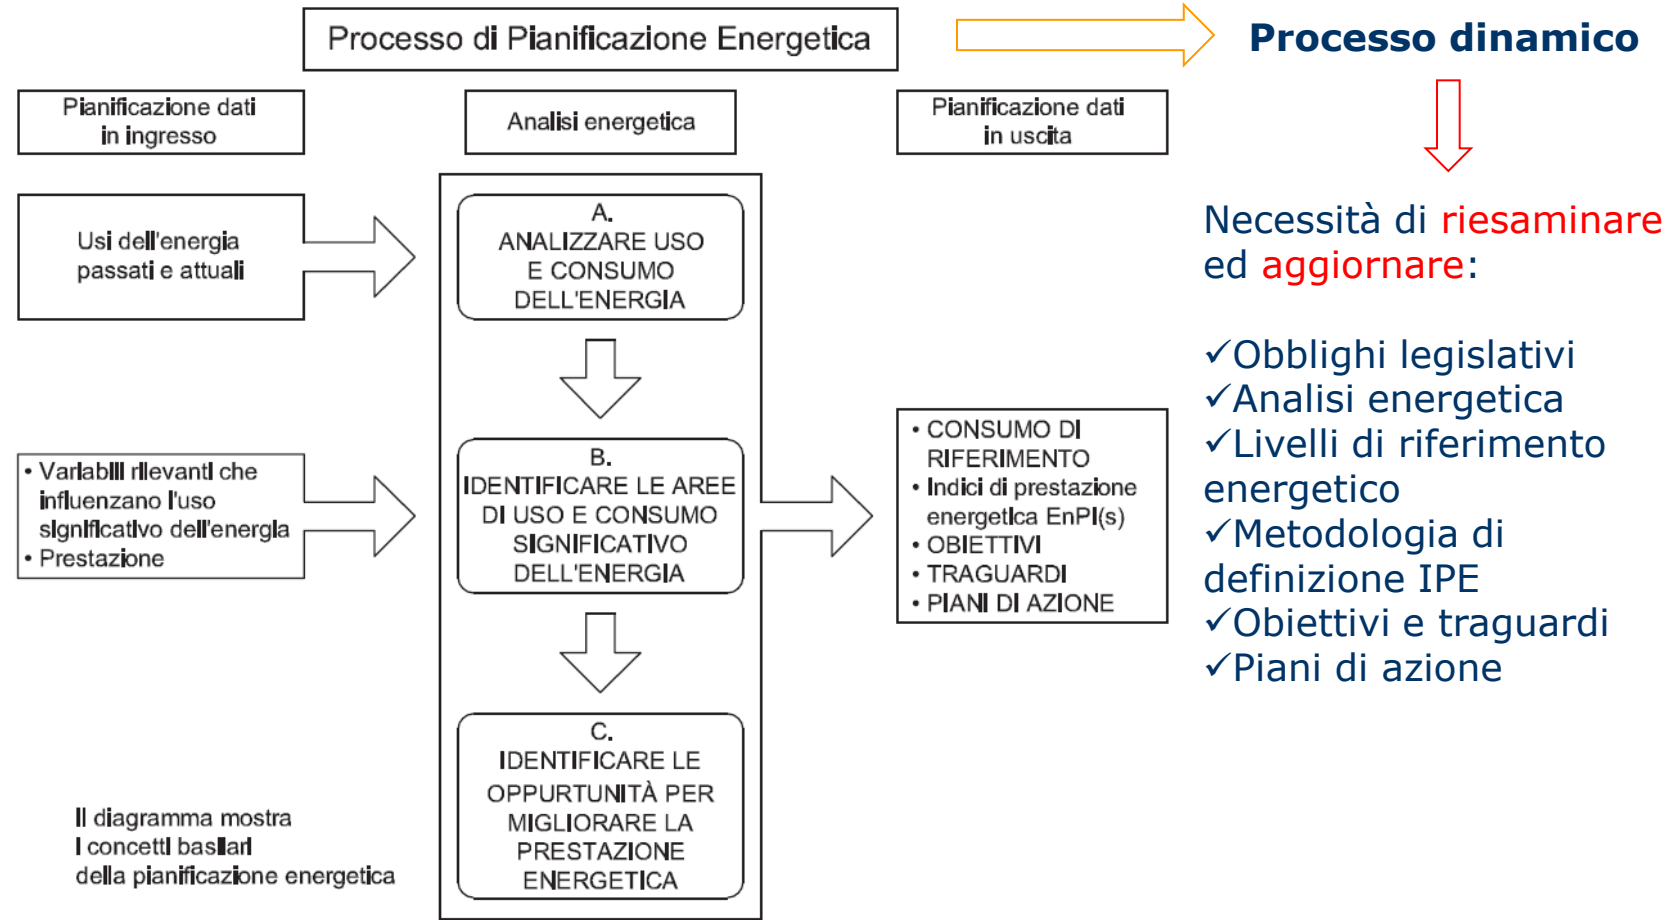 Processo di Pianificazione Energetica
Processo dinamico
Pianificazione dati
in ingresso
Analisi energetica
Pianificazione dati
in uscita
Usi dell'energia
passati e attuali
A.
ANALIZZARE USO
E CONSUMO
DELL'ENERGIA
• Variabili rilevanti che
influenzano l'uso
significativo dell'energia
• Prestazione
B.
IDENTIFICARE LE AREE
DI USO E CONSUMO
SIGNIFICATIVO
DELL'ENERGIA
• CONSUMO DI
RIFERIMENTO
• Indici di prestazione
energetica EnPI(s)
• OBIETTIVI
• TRAGUARDI
• PIANI DI AZIONE
C.
IDENTIFICARE LE
OPPURTUNITÀ PER
MIGLIORARE LA
PRESTAZIONE
ENERGETICA
Il diagramma mostra
i concetti basilari
della pianificazione energetica
Necessità di riesaminare
ed aggiornare:
✓Obblighi legislativi
✓Analisi energetica
✓Livelli di riferimento
energetico
✓Metodologia di
definizione IPE
✓Obiettivi e traguardi
✓Piani di azione